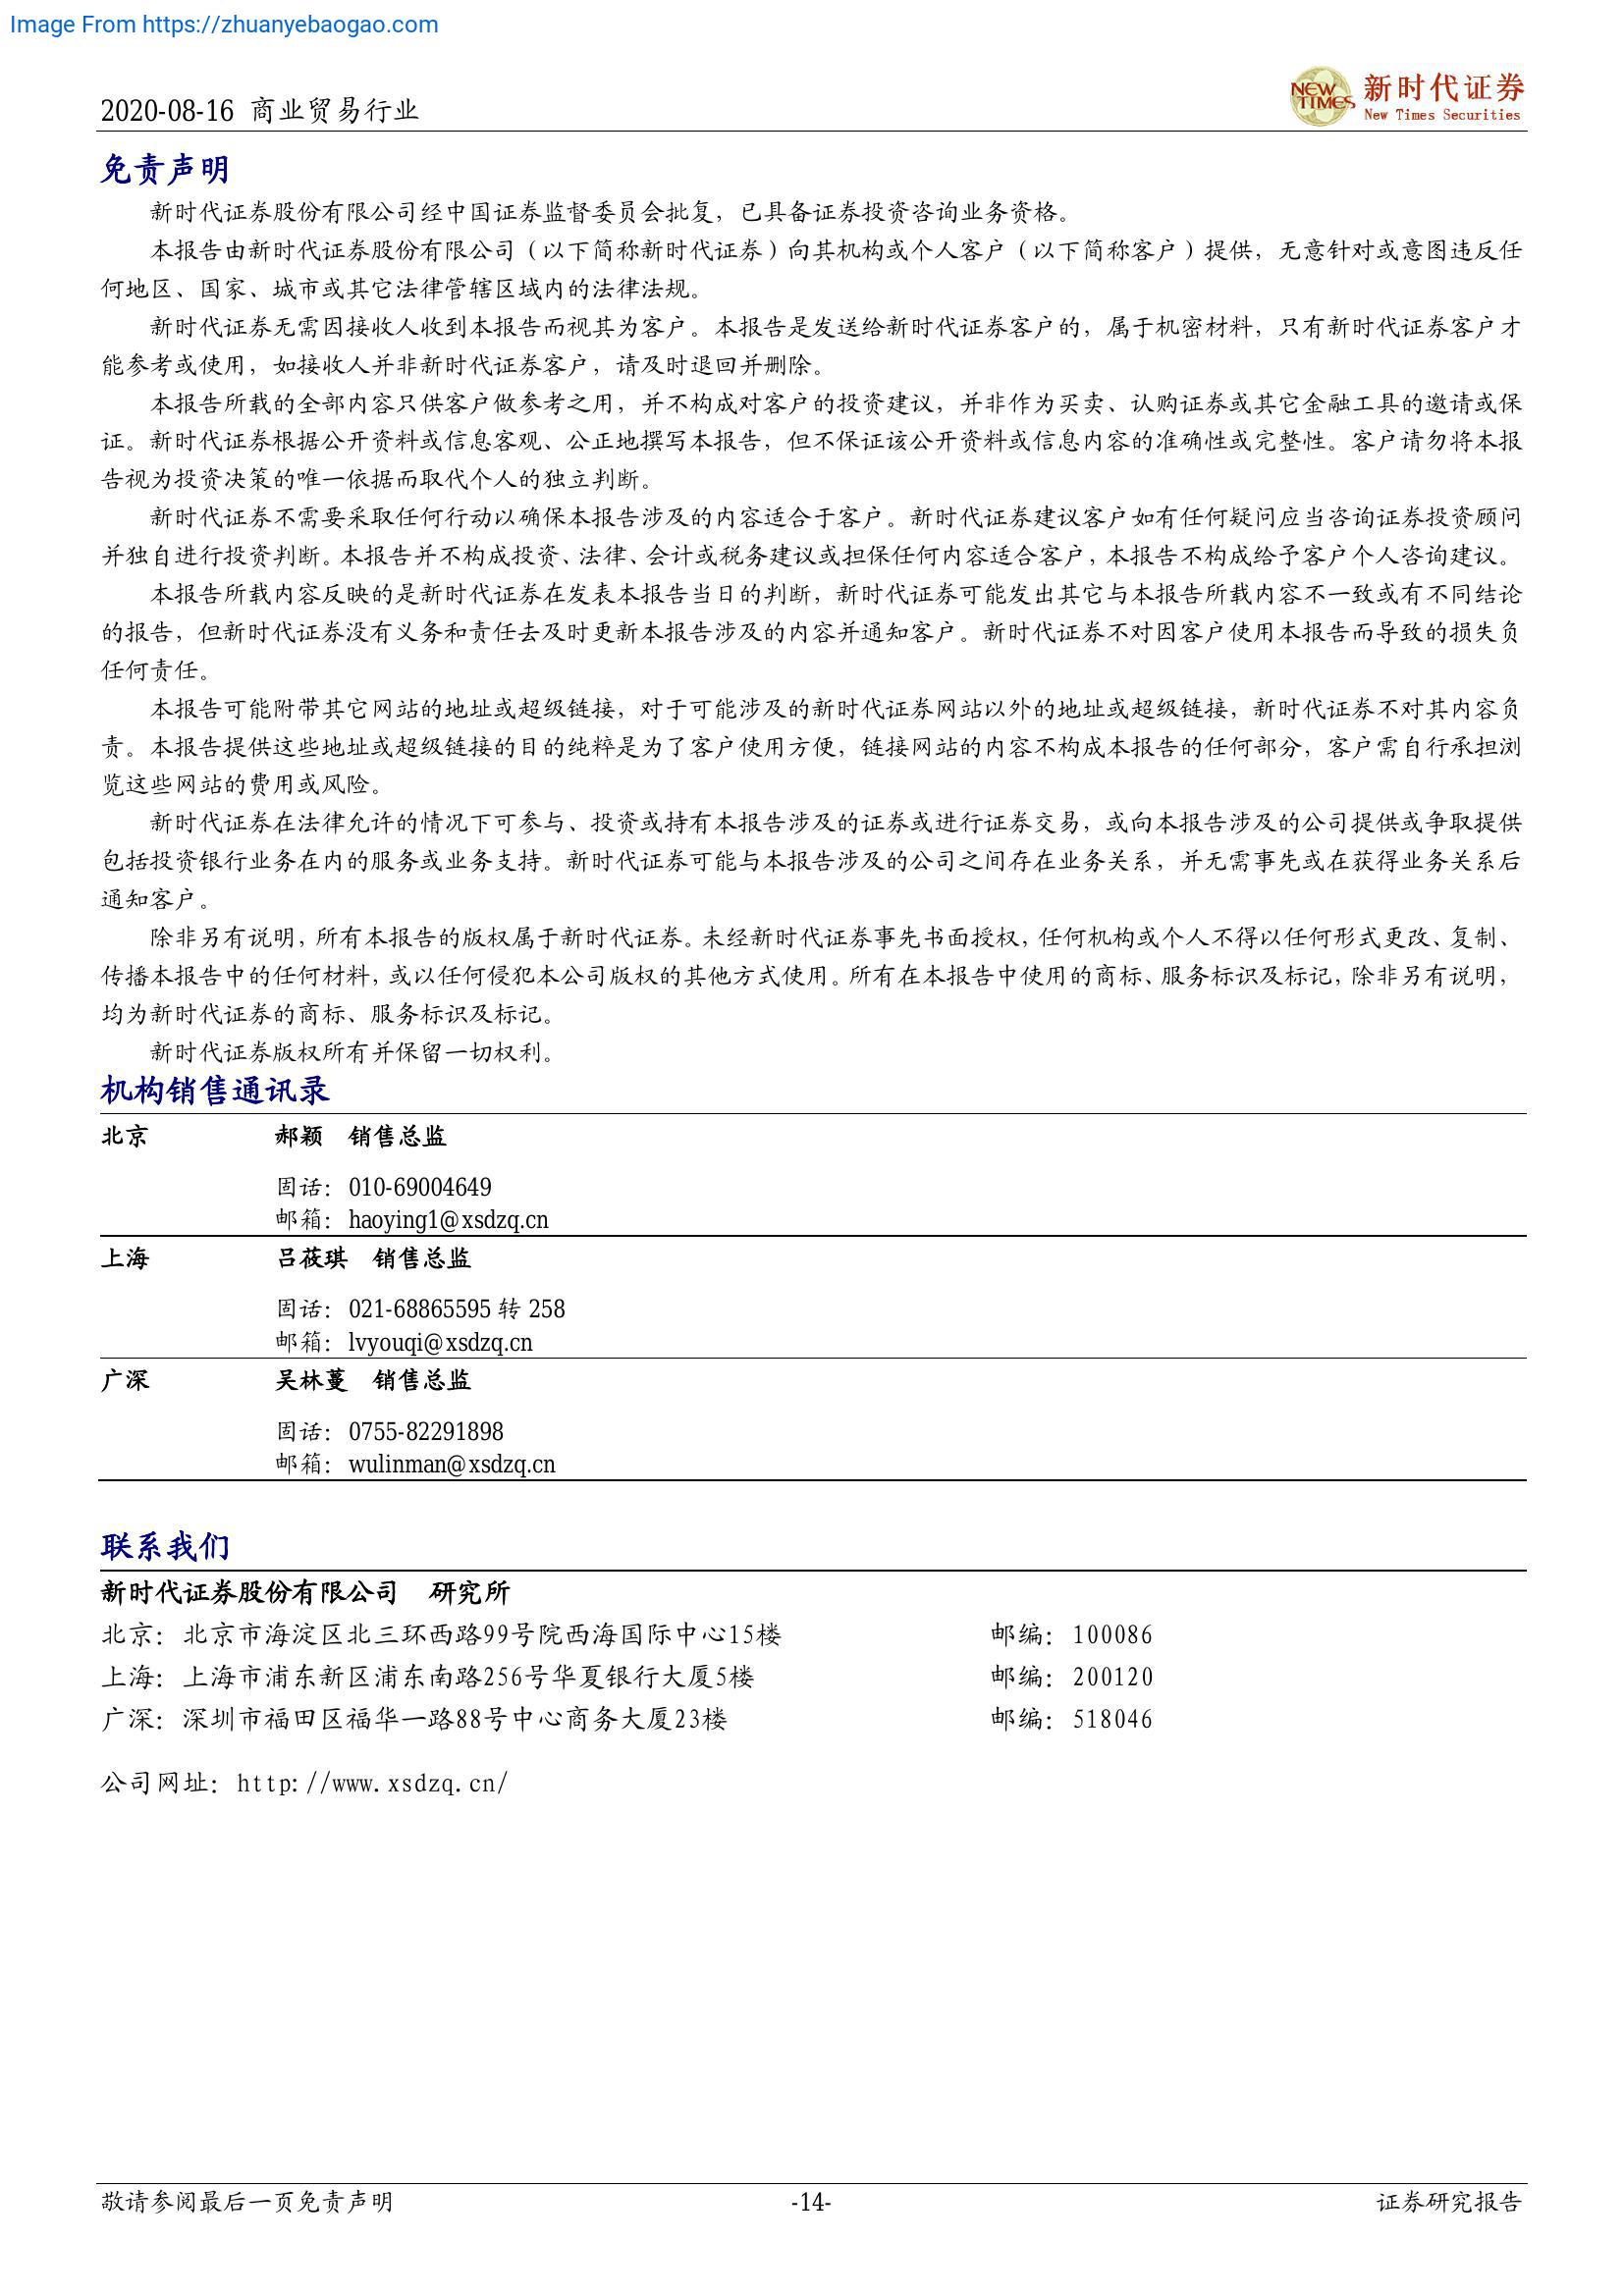 Image From https://zhuanyebaogao.com
2020-08-16 商业贸易行业
NEW TIMES
新时代证券
New Times Securities
免责声明
新时代证券股份有限公司经中国证券监督委员会批复，已具备证券投资咨询业务资格。
本报告由新时代证券股份有限公司（以下简称新时代证券）向其机构或个人客户（以下简称客户）提供，无意针对或意图违反任
何地区、国家、城市或其它法律管辖区域内的法律法规。
新时代证券无需因接收人收到本报告而视其为客户。本报告是发送给新时代证券客户的，属于机密材料，只有新时代证券客户才
能参考或使用，如接收人并非新时代证券客户，请及时退回并删除。
本报告所载的全部内容只供客户做参考之用，并不构成对客户的投资建议，并非作为买卖、认购证券或其它金融工具的邀请或保
证。新时代证券根据公开资料或信息客观、公正地撰写本报告，但不保证该公开资料或信息内容的准确性或完整性。客户请勿将本报
告视为投资决策的唯一依据而取代个人的独立判断。
新时代证券不需要采取任何行动以确保本报告涉及的内容适合于客户。新时代证券建议客户如有任何疑问应当咨询证券投资顾问
并独自进行投资判断。本报告并不构成投资、法律、会计或税务建议或担保任何内容适合客户，本报告不构成给予客户个人咨询建议。
本报告所载内容反映的是新时代证券在发表本报告当日的判断，新时代证券可能发出其它与本报告所载内容不一致或有不同结论
的报告，但新时代证券没有义务和责任去及时更新本报告涉及的内容并通知客户。新时代证券不对因客户使用本报告而导致的损失负
任何责任。
本报告可能附带其它网站的地址或超级链接，对于可能涉及的新时代证券网站以外的地址或超级链接，新时代证券不对其内容负
责。本报告提供这些地址或超级链接的目的纯粹是为了客户使用方便，链接网站的内容不构成本报告的任何部分，客户需自行承担浏
览这些网站的费用或风险。
新时代证券在法律允许的情况下可参与、投资或持有本报告涉及的证券或进行证券交易，或向本报告涉及的公司提供或争取提供
包括投资银行业务在内的服务或业务支持。新时代证券可能与本报告涉及的公司之间存在业务关系，并无需事先或在获得业务关系后
通知客户。
除非另有说明，所有本报告的版权属于新时代证券。未经新时代证券事先书面授权，任何机构或个人不得以任何形式更改、复制、
传播本报告中的任何材料，或以任何侵犯本公司版权的其他方式使用。所有在本报告中使用的商标、服务标识及标记，除非另有说明，
均为新时代证券的商标、服务标识及标记。
新时代证券版权所有并保留一切权利。
机构销售通讯录
北京 郝颖 销售总监
固话：010-69004649
邮箱：haoying1@xsdzq.cn
上海 吕莜琪 销售总监
固话：021-68865595 转 258
邮箱：lvyouqi@xsdzq.cn
广深 吴林蔓 销售总监
固话：0755-82291898
邮箱：wulinman@xsdzq.cn
联系我们
新时代证券股份有限公司 研究所
北京：北京市海淀区北三环西路99号院西海国际中心15楼 邮编：100086
上海：上海市浦东新区浦东南路256号华夏银行大厦5楼 邮编：200120
广深：深圳市福田区福华一路88号中心商务大厦23楼 邮编：518046
公司网址：http://www.xsdzq.cn/
敬请参阅最后一页免责声明 -14- 证券研究报告